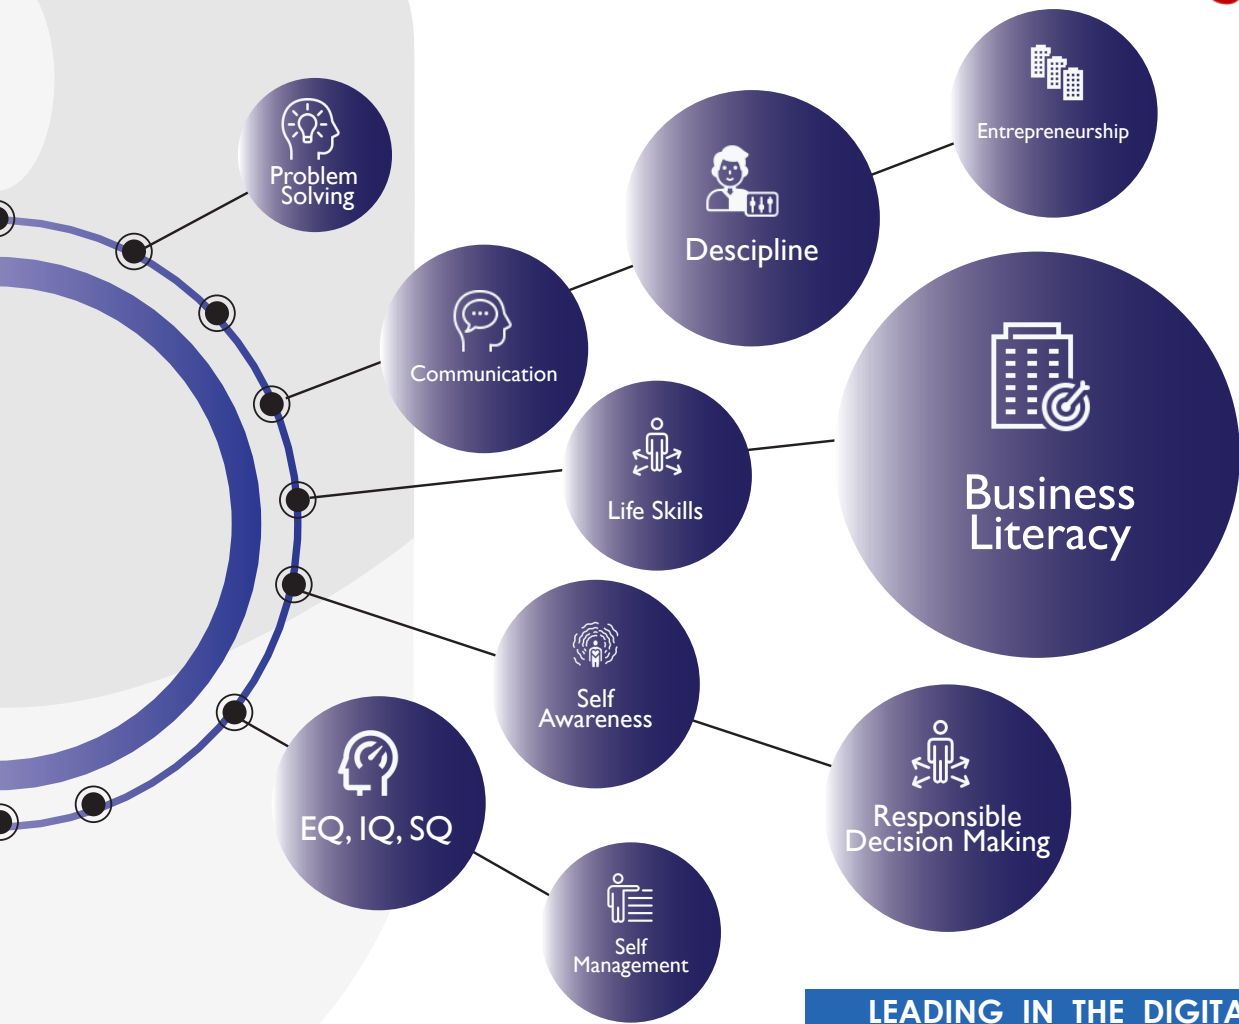 Entrepreneurship
Problem
Solving
Descipline
Communication
Life Skills
Business
Literacy
Self
Awareness
EQ, IQ, SQ
Responsible
Decision Making
Self
Management
LEADING IN THE DIGITA